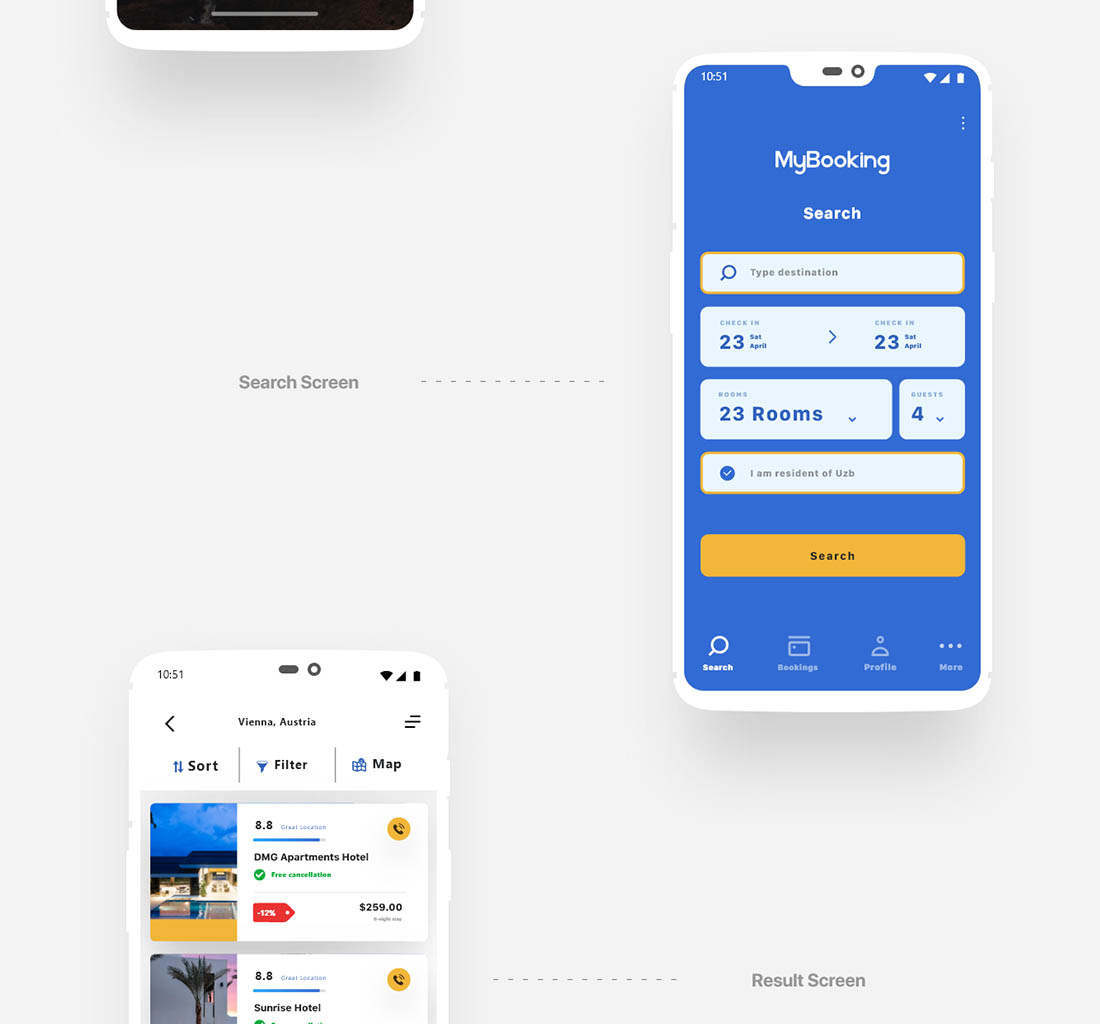 10:51
MyBooking
Search
Type destination
CHECK IN
23 Sat April
CHECK IN
23 Sat April
ROOMS
23 Rooms
GUESTS
4
I am resident of Uzb
Search
Search
Bookings
Profile
More
Search Screen
10:51
Vienna, Austria
Sort
Filter
Map
8.8 Great Location
DMG Apartments Hotel
Free cancellation
-12%
$259.00
8.8 Great Location
Sunrise Hotel
Result Screen